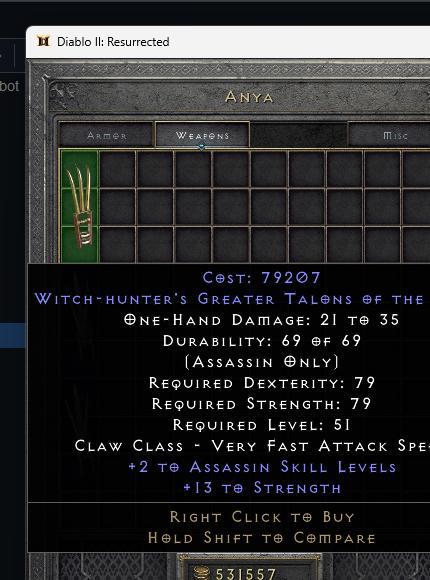 Diablo II: Resurrected
bot
Anya
Armor Weapons Misc
Cost: 79207
Witch-hunter's Greater Talons of the
One-Hand Damage: 21 to 35
Durability: 69 of 69
(Assassin Only)
Required Dexterity: 79
Required Strength: 79
Required Level: 51
Claw Class - Very Fast Attack Spe
+2 to Assassin Skill Levels
+13 to Strength
Right Click to Buy
Hold Shift to Compare
531557